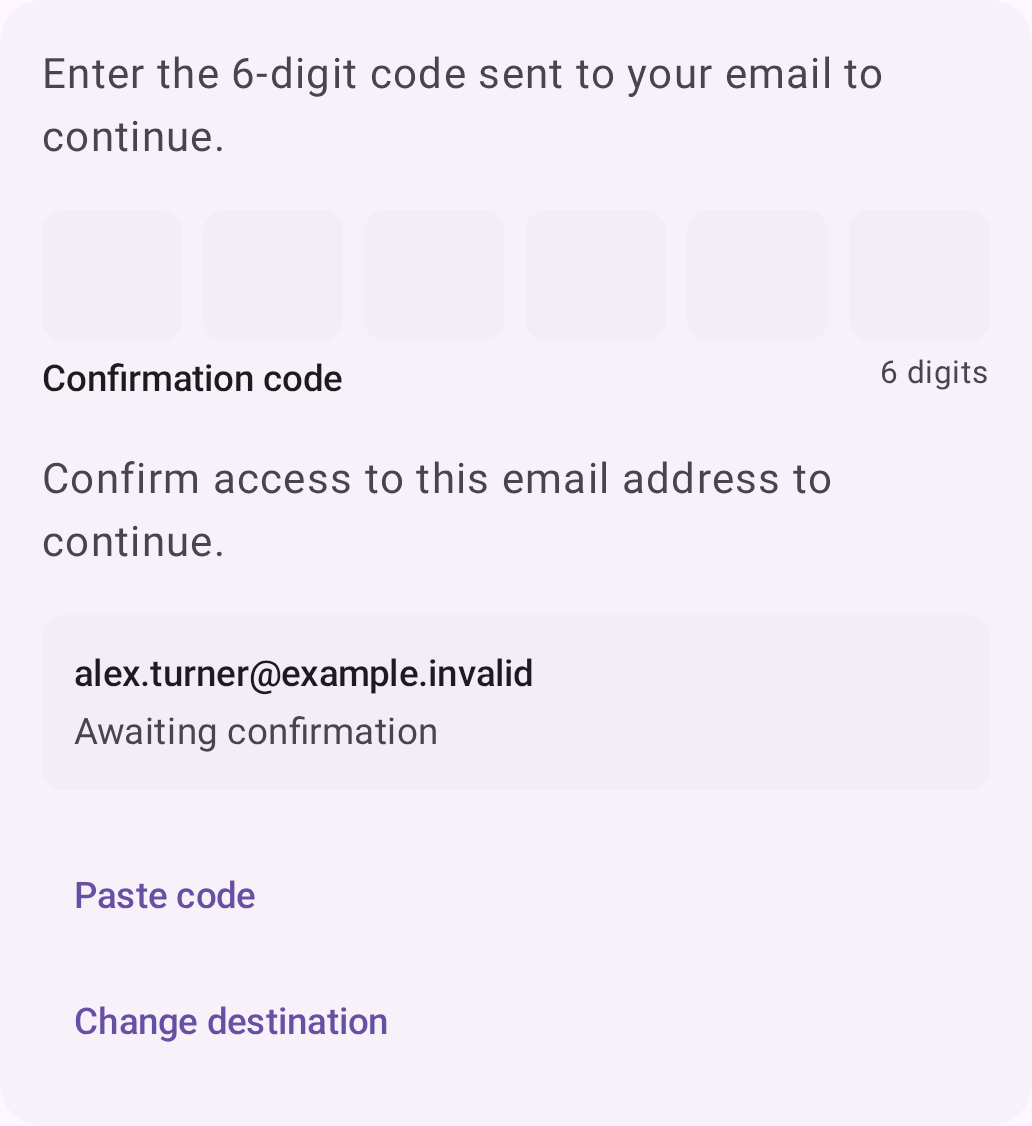 Enter the 6-digit code sent to your email to
continue.
Confirmation code
6 digits
Confirm access to this email address to
continue.
alex.turner@example.invalid
Awaiting confirmation
Paste code
Change destination